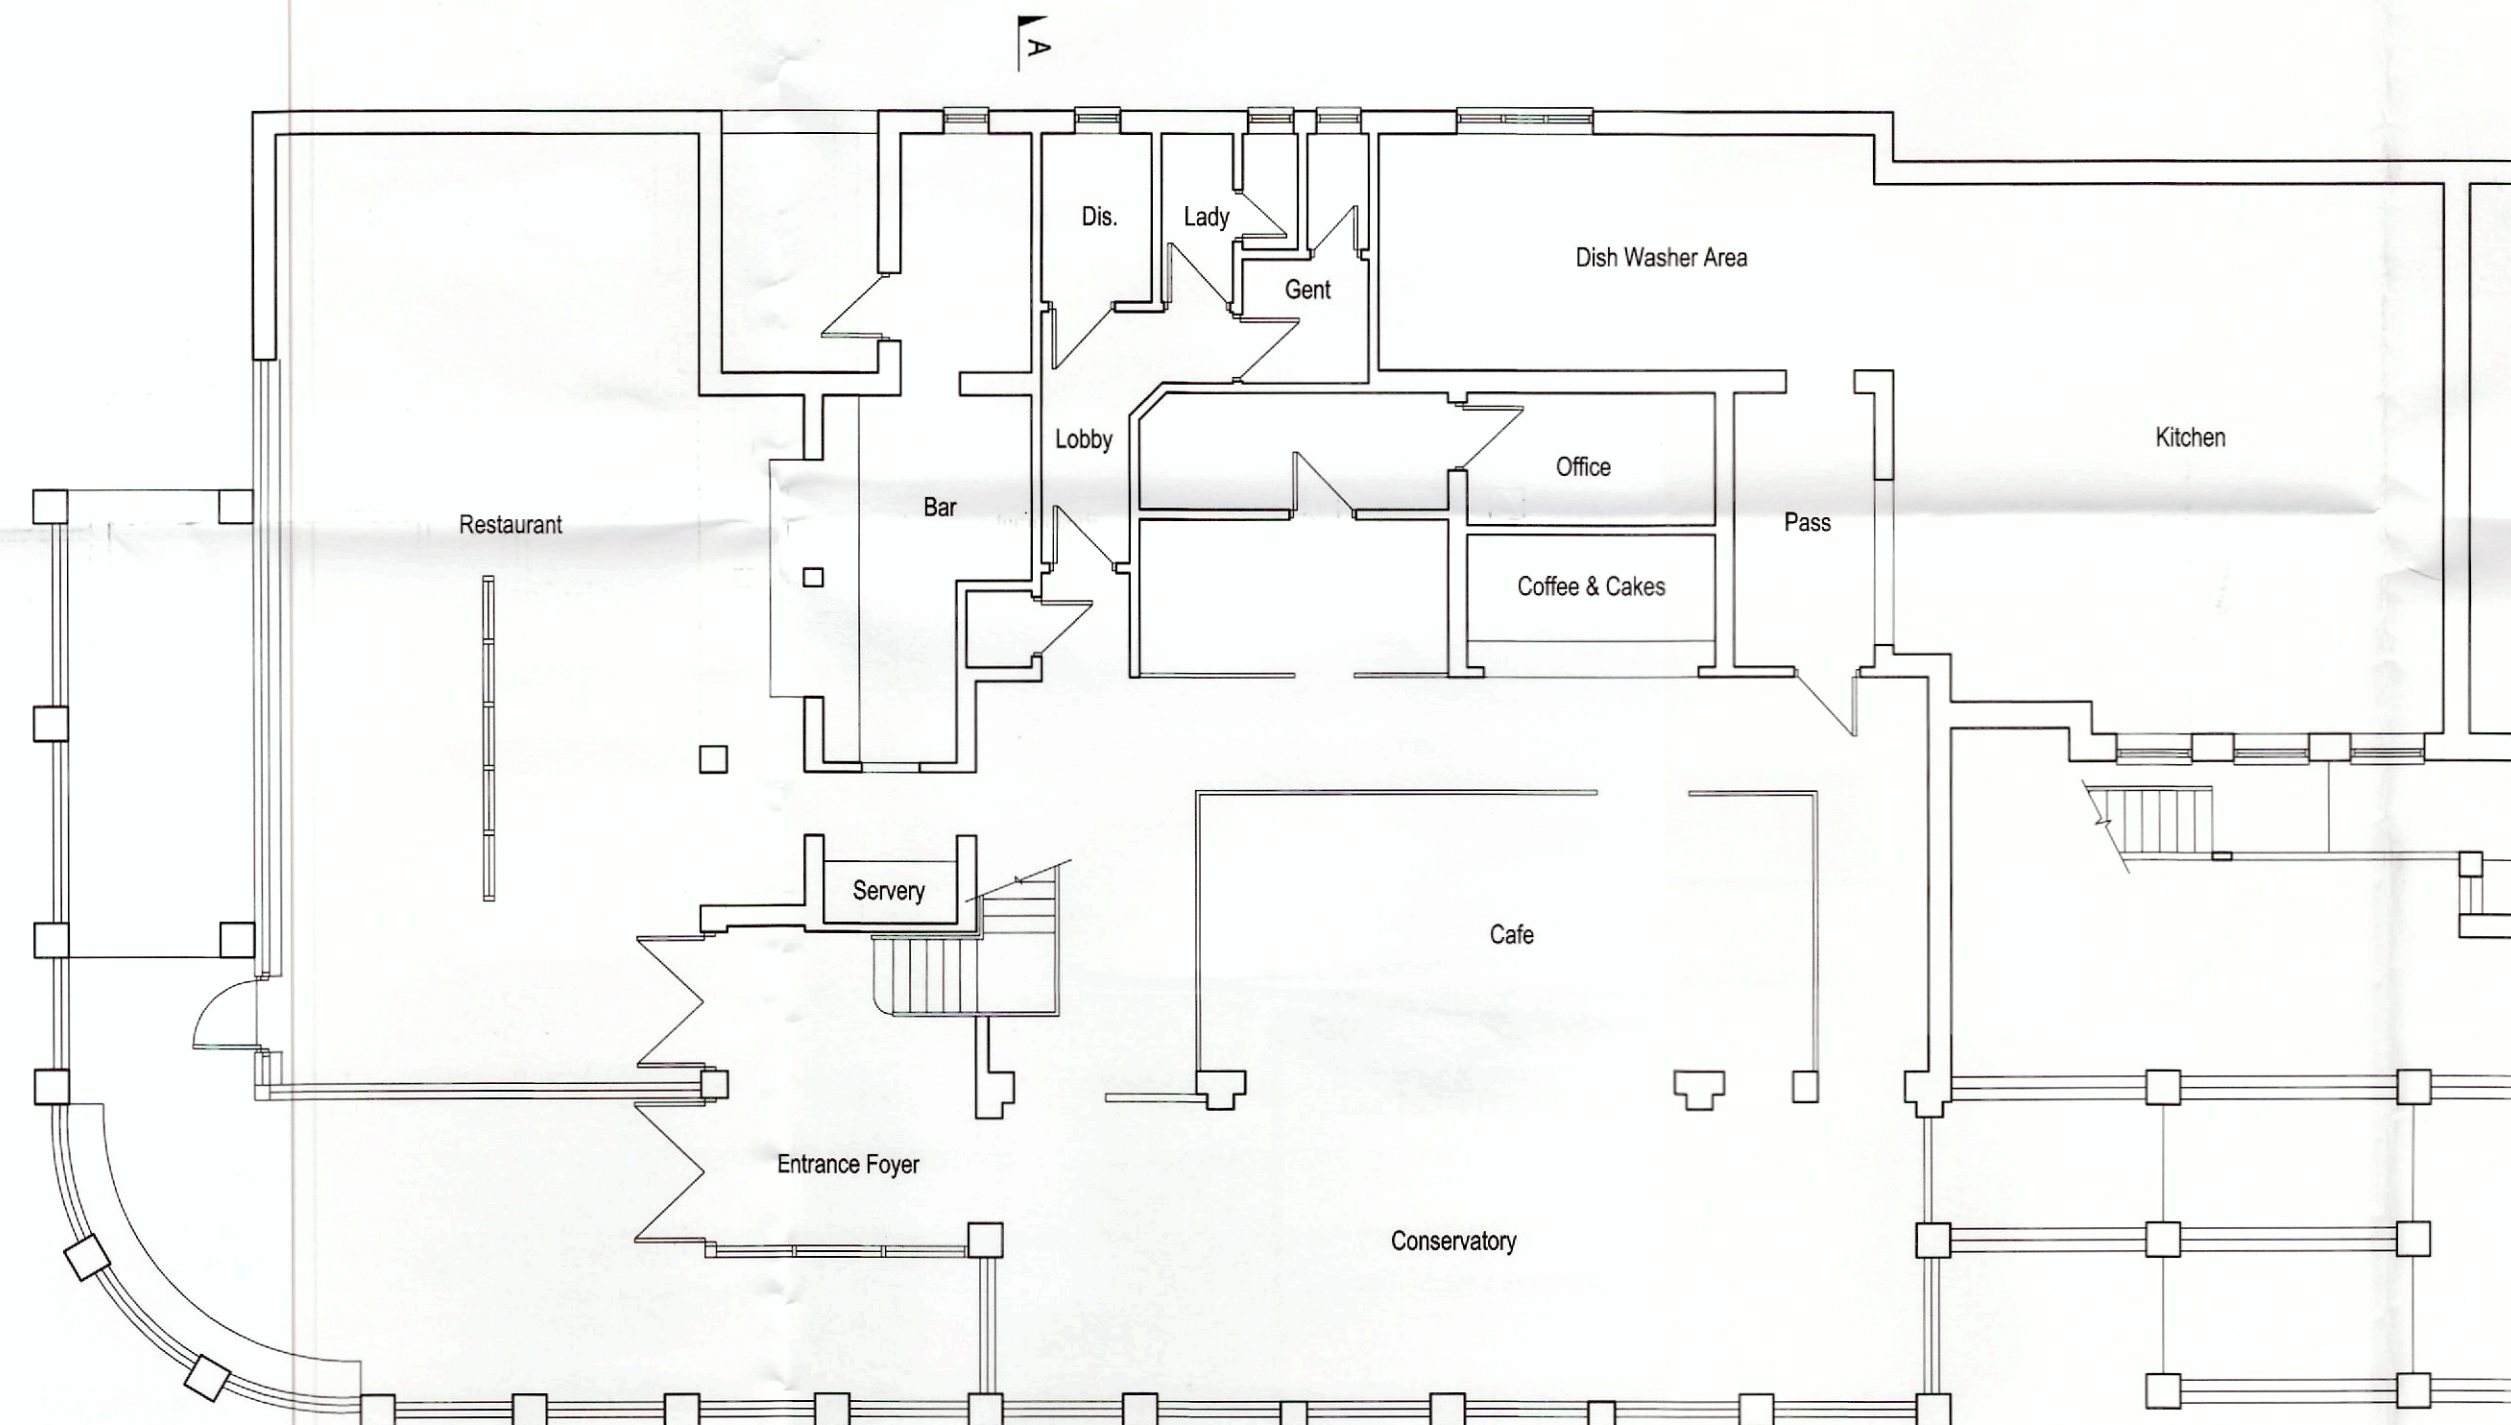 A
Dis.
Lady
Dish Washer Area
Gent
Kitchen
Lobby
Office
Bar
Pass
Restaurant
Coffee & Cakes
Servery
Cafe
Entrance Foyer
Conservatory